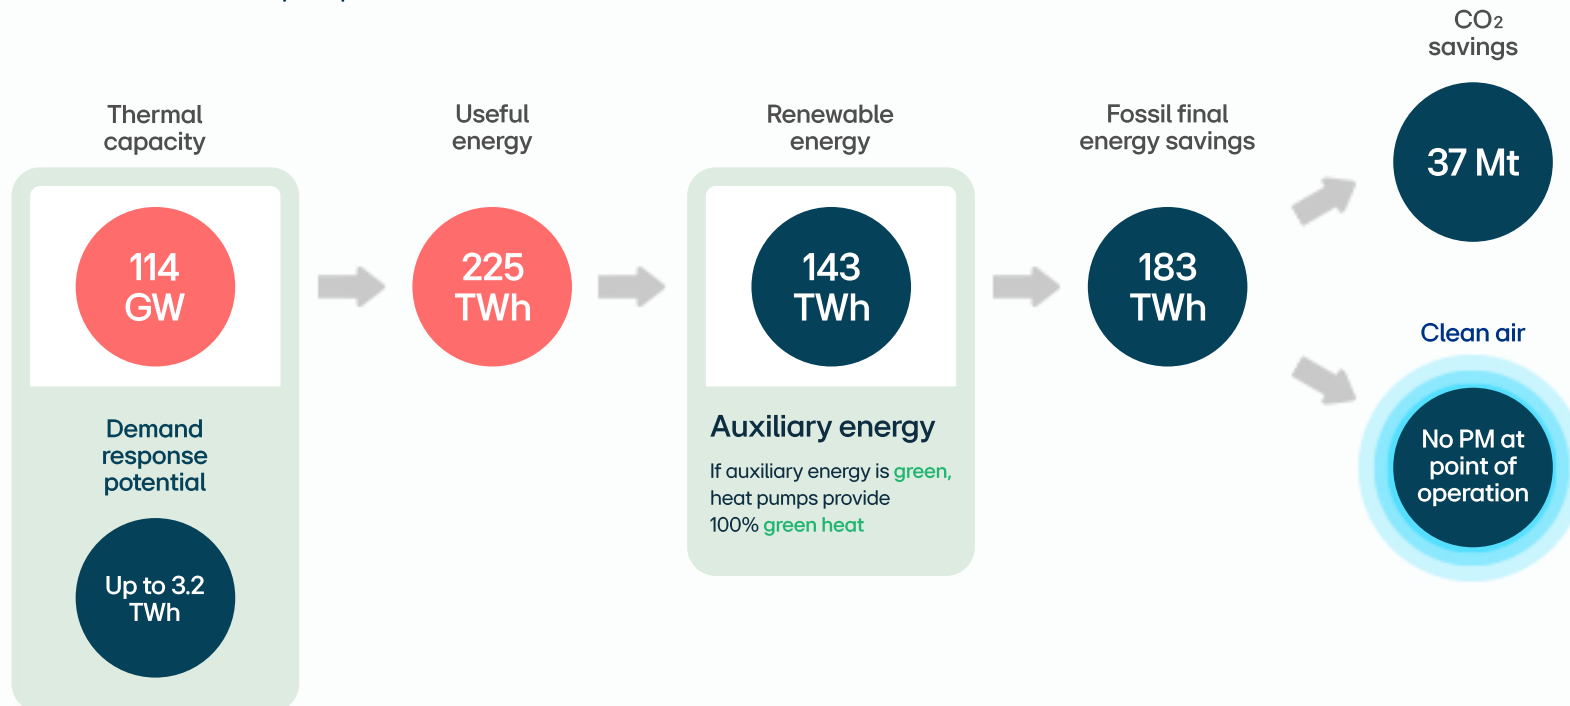 Thermal
capacity
114
GW
Demand
response
potential
Up to 3.2
TWh
Useful
energy
225
TWh
Renewable
energy
143
TWh
Auxiliary energy
If auxiliary energy is green,
heat pumps provide
100% green heat
Fossil final
energy savings
183
TWh
CO2
savings
37 Mt
Clean air
No PM at
point of
operation